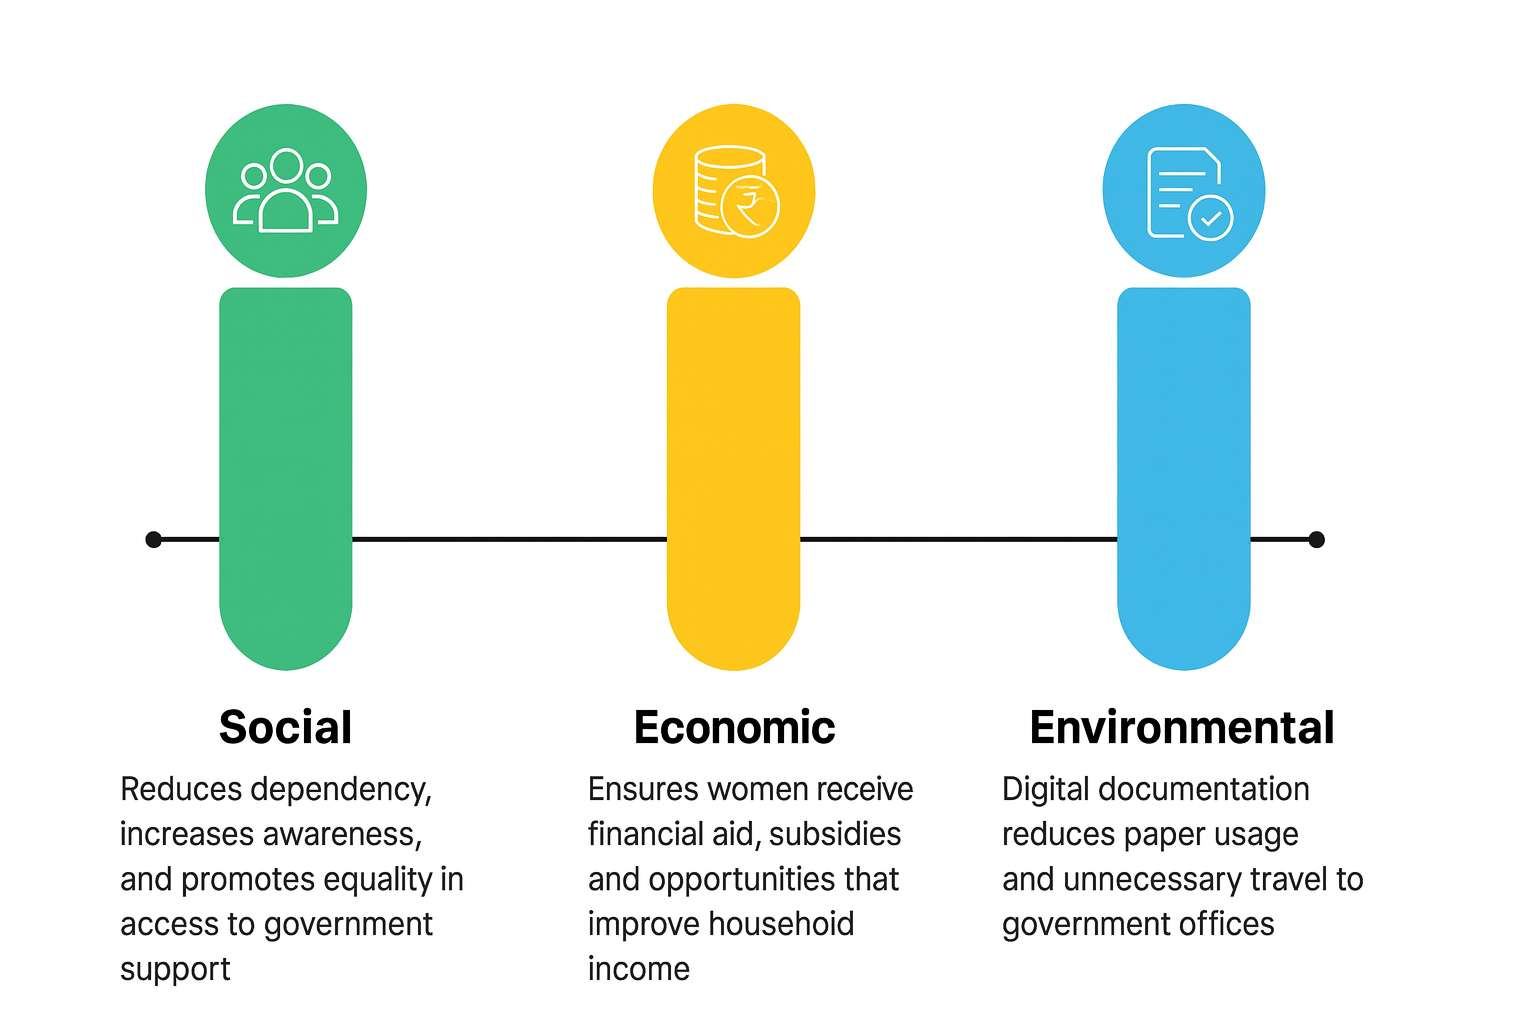 Social
Reduces dependency,
increases awareness,
and promotes equality in
access to government
support
Economic
Ensures women receive
financial aid, subsidies
and opportunities that
improve househoid
income
Environmental
Digital documentation
reduces paper usage
and unnecessary travel to
government offices